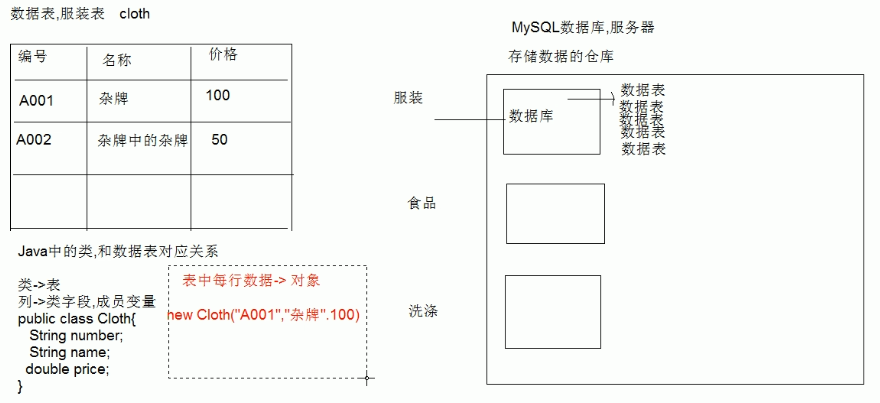 数据表,服装表 cloth
编号 名称 价格
A001 杂牌 100
A002 杂牌中的杂牌 50
Java中的类,和数据表对应关系
类->表
列->类字段,成员变量
public class Cloth{
String number;
String name;
double price;
}
表中每行数据-> 对象
new Cloth("A001","杂牌".100)
MySQL数据库,服务器
存储数据的仓库
服装
数据库
数据表
数据表
数据表
数据表
数据表
食品
洗涤